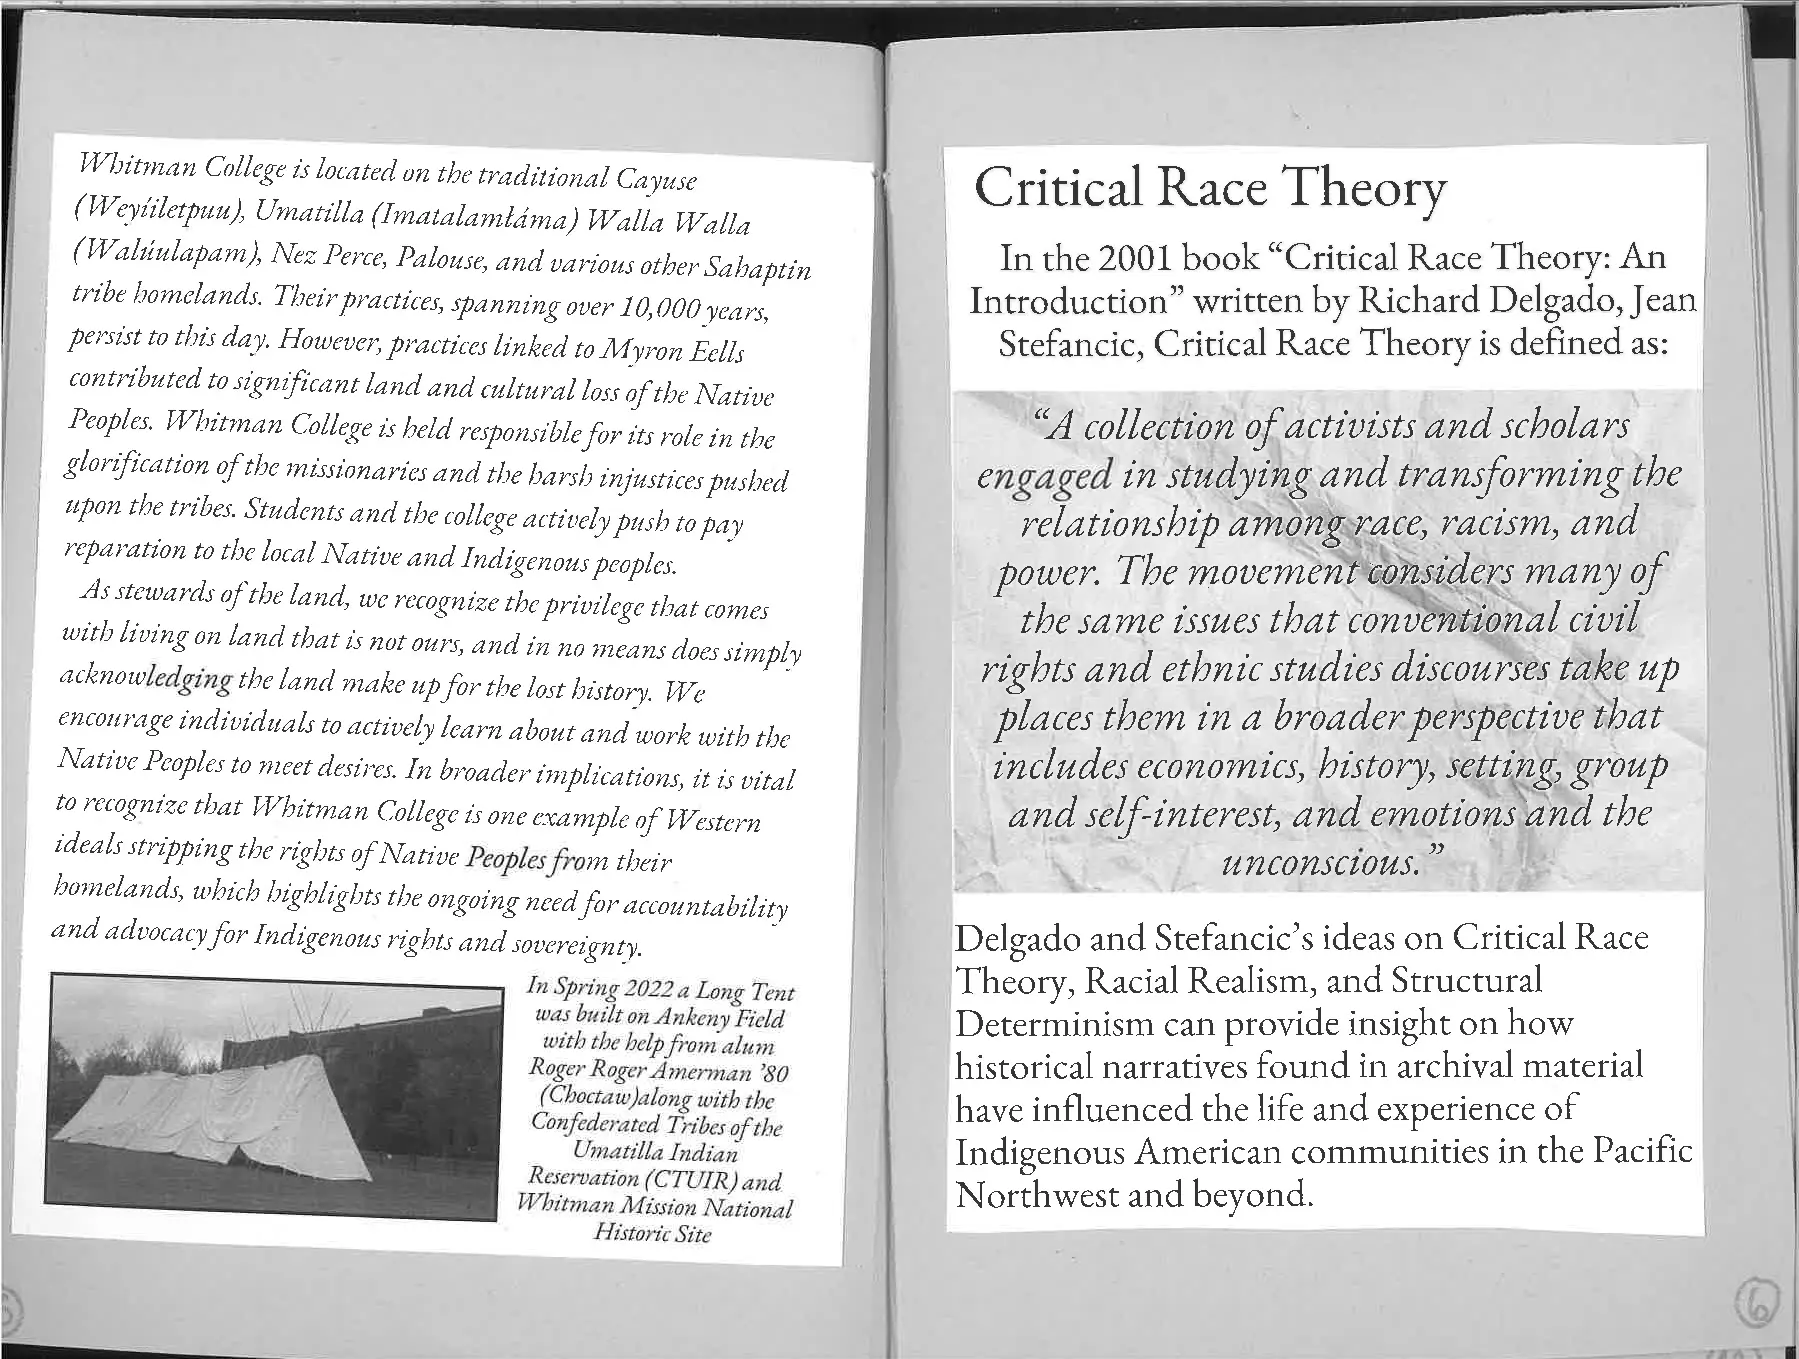 Whitman College is located on the traditional Cayuse
(Weyíiletpuu), Umatilla (Imatalamłáma) Walla Walla
(Walúulapam), Nez Perce, Palouse, and various other Sahaptin
tribe homelands. Their practices, spanning over 10,000 years,
persist to this day. However, practices linked to Myron Eells
contributed to significant land and cultural loss of the Native
Peoples. Whitman College is held responsible for its role in the
glorification of the missionaries and the harsh injustices pushed
upon the tribes. Students and the college actively push to pay
reparation to the local Native and Indigenous peoples.
As stewards of the land, we recognize the privilege that comes
with living on land that is not ours, and in no means does simply
acknowledging the land make up for the lost history. We
encourage individuals to actively learn about and work with the
Native Peoples to meet desires. In broader implications, it is vital
to recognize that Whitman College is one example of Western
ideals stripping the rights of Native Peoples from their
homelands, which highlights the ongoing need for accountability
and advocacy for Indigenous rights and sovereignty.
In Spring 2022 a Long Tent
was built on Ankeny Field
with the help from alum
Roger Roger Amerman '80
(Choctaw)along with the
Confederated Tribes of the
Umatilla Indian
Reservation (CTUIR) and
Whitman Mission National
Historic Site
Critical Race Theory
In the 2001 book “Critical Race Theory: An
Introduction” written by Richard Delgado, Jean
Stefancic, Critical Race Theory is defined as:
“A collection of activists and scholars
engaged in studying and transforming the
relationship among race, racism, and
power. The movement considers many of
the same issues that conventional civil
rights and ethnic studies discourses take up
places them in a broader perspective that
includes economics, history, setting, group
and self-interest, and emotions and the
unconscious.”
Delgado and Stefancic’s ideas on Critical Race
Theory, Racial Realism, and Structural
Determinism can provide insight on how
historical narratives found in archival material
have influenced the life and experience of
Indigenous American communities in the Pacific
Northwest and beyond.
6